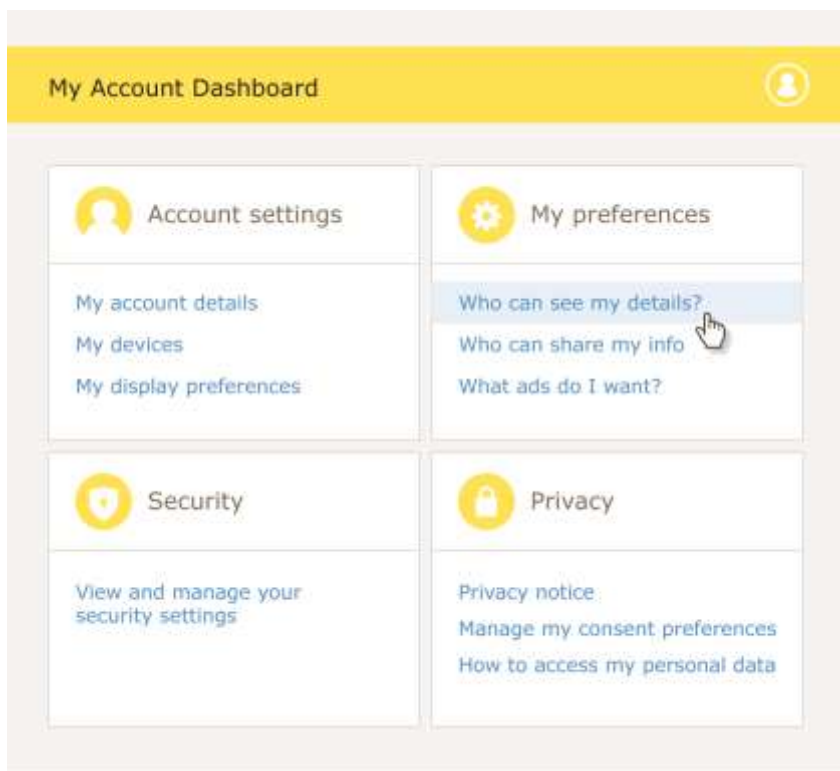 My Account Dashboard
Account settings
My account details
My devices
My display preferences
My preferences
Who can see my details?
Who can share my info
What ads do I want?
Security
View and manage your
security settings
Privacy
Privacy notice
Manage my consent preferences
How to access my personal data